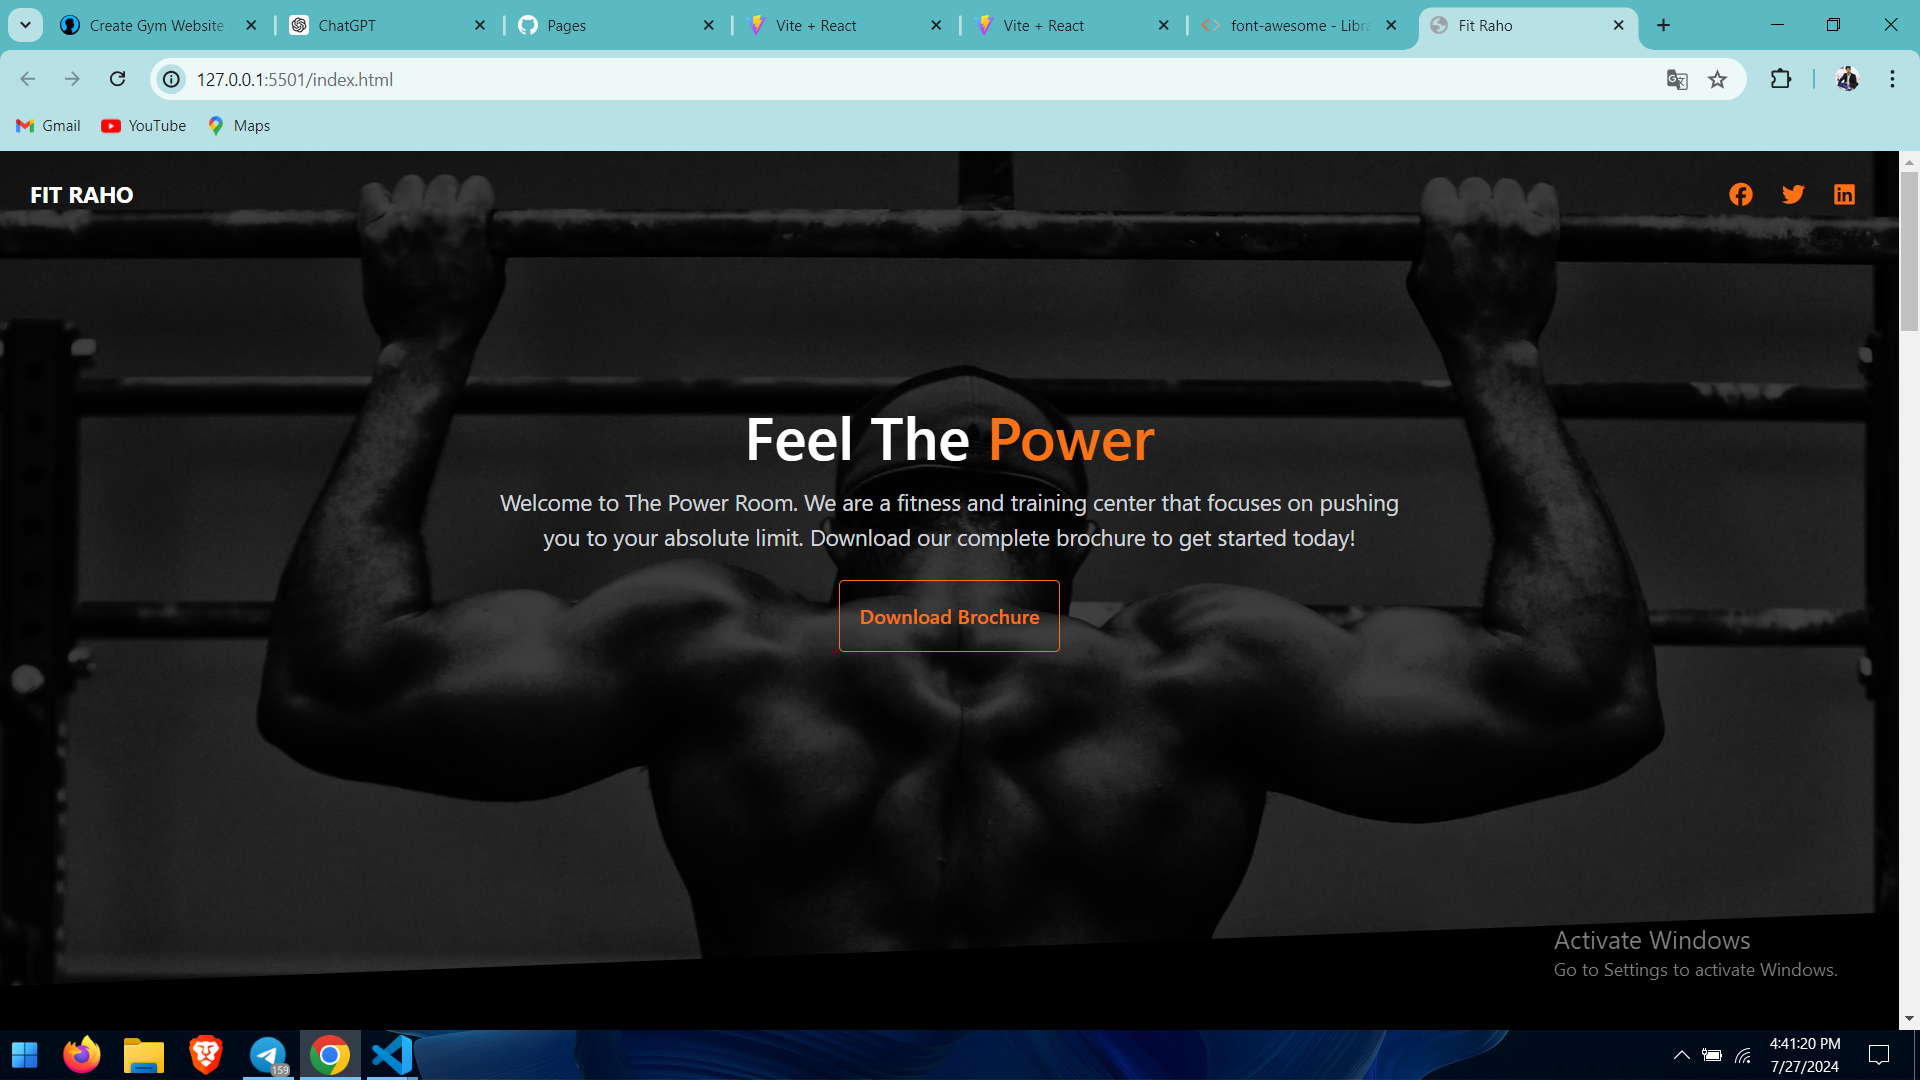 Create Gym Website
ChatGPT
Pages
Vite + React
Vite + React
font-awesome - Libra
Fit Raho
127.0.0.1:5501/index.html
Gmail
YouTube
Maps
FIT RAHO
Feel The Power
Welcome to The Power Room. We are a fitness and training center that focuses on pushing
you to your absolute limit. Download our complete brochure to get started today!
Download Brochure
Activate Windows
Go to Settings to activate Windows.
159
4:41:20 PM
7/27/2024